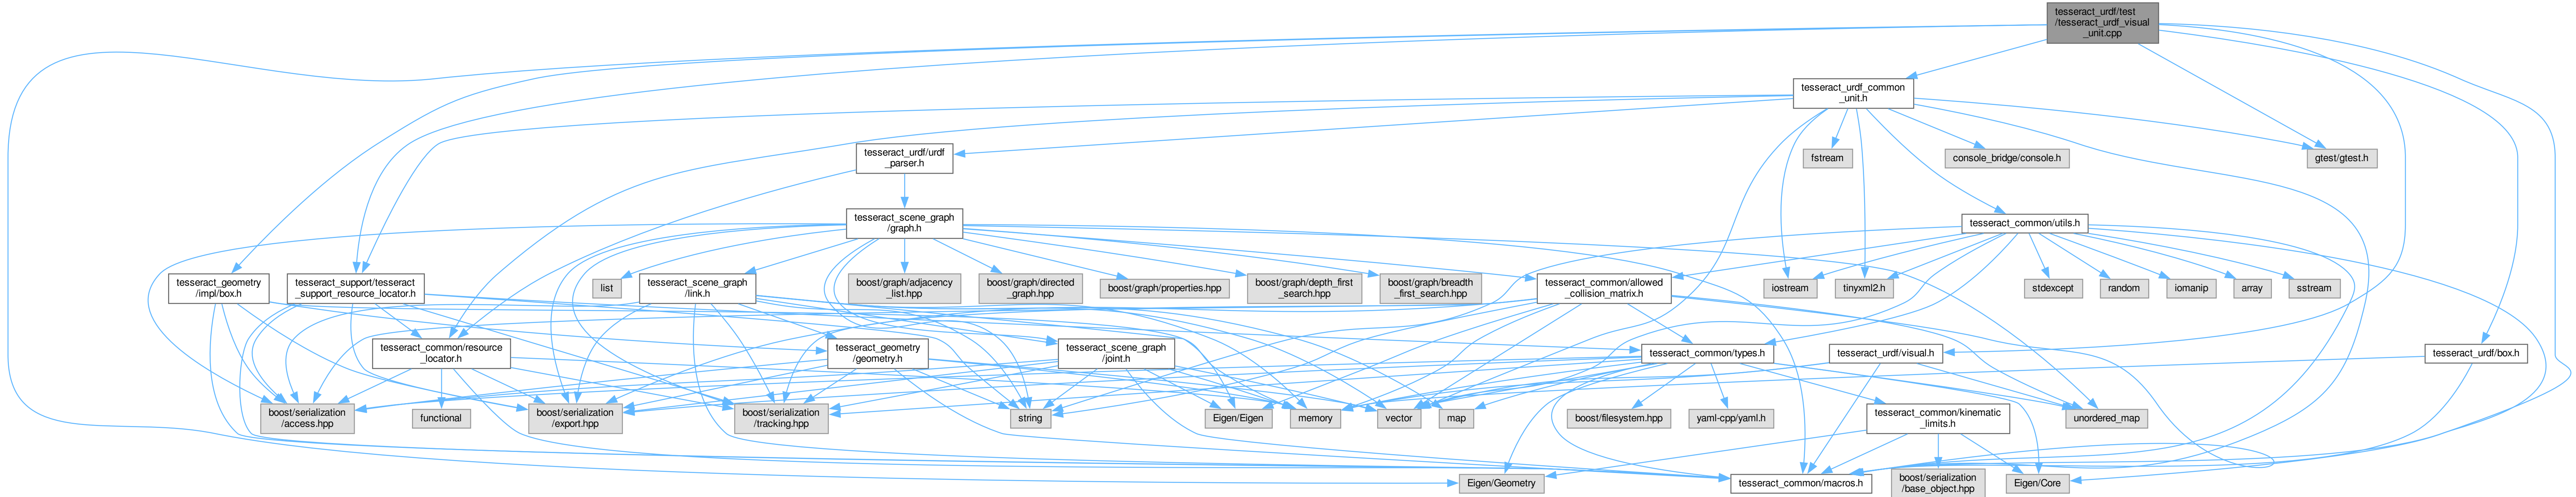 tesseract_urdf/test
/tesseract_urdf_visual
_unit.cpp
tesseract_urdf_common
_unit.h
tesseract_urdf/urdf
_parser.h
fstream
console_bridge/console.h
gtest/gtest.h
tesseract_scene_graph
/graph.h
tesseract_common/utils.h
tesseract_geometry
/impl/box.h
tesseract_support/tesseract
_support_resource_locator.h
list
tesseract_scene_graph
/link.h
boost/graph/adjacency
_list.hpp
boost/graph/directed
_graph.hpp
boost/graph/properties.hpp
boost/graph/depth_first
_search.hpp
boost/graph/breadth
_first_search.hpp
tesseract_common/allowed
_collision_matrix.h
iostream
tinyxml2.h
stdexcept
random
iomanip
array
sstream
tesseract_common/resource
_locator.h
tesseract_geometry
/geometry.h
tesseract_scene_graph
/joint.h
tesseract_common/types.h
tesseract_urdf/visual.h
tesseract_urdf/box.h
boost/serialization
/access.hpp
functional
boost/serialization
/export.hpp
boost/serialization
/tracking.hpp
string
Eigen/Eigen
memory
vector
map
boost/filesystem.hpp
yaml-cpp/yaml.h
tesseract_common/kinematic
_limits.h
unordered_map
Eigen/Geometry
tesseract_common/macros.h
boost/serialization
/base_object.hpp
Eigen/Core